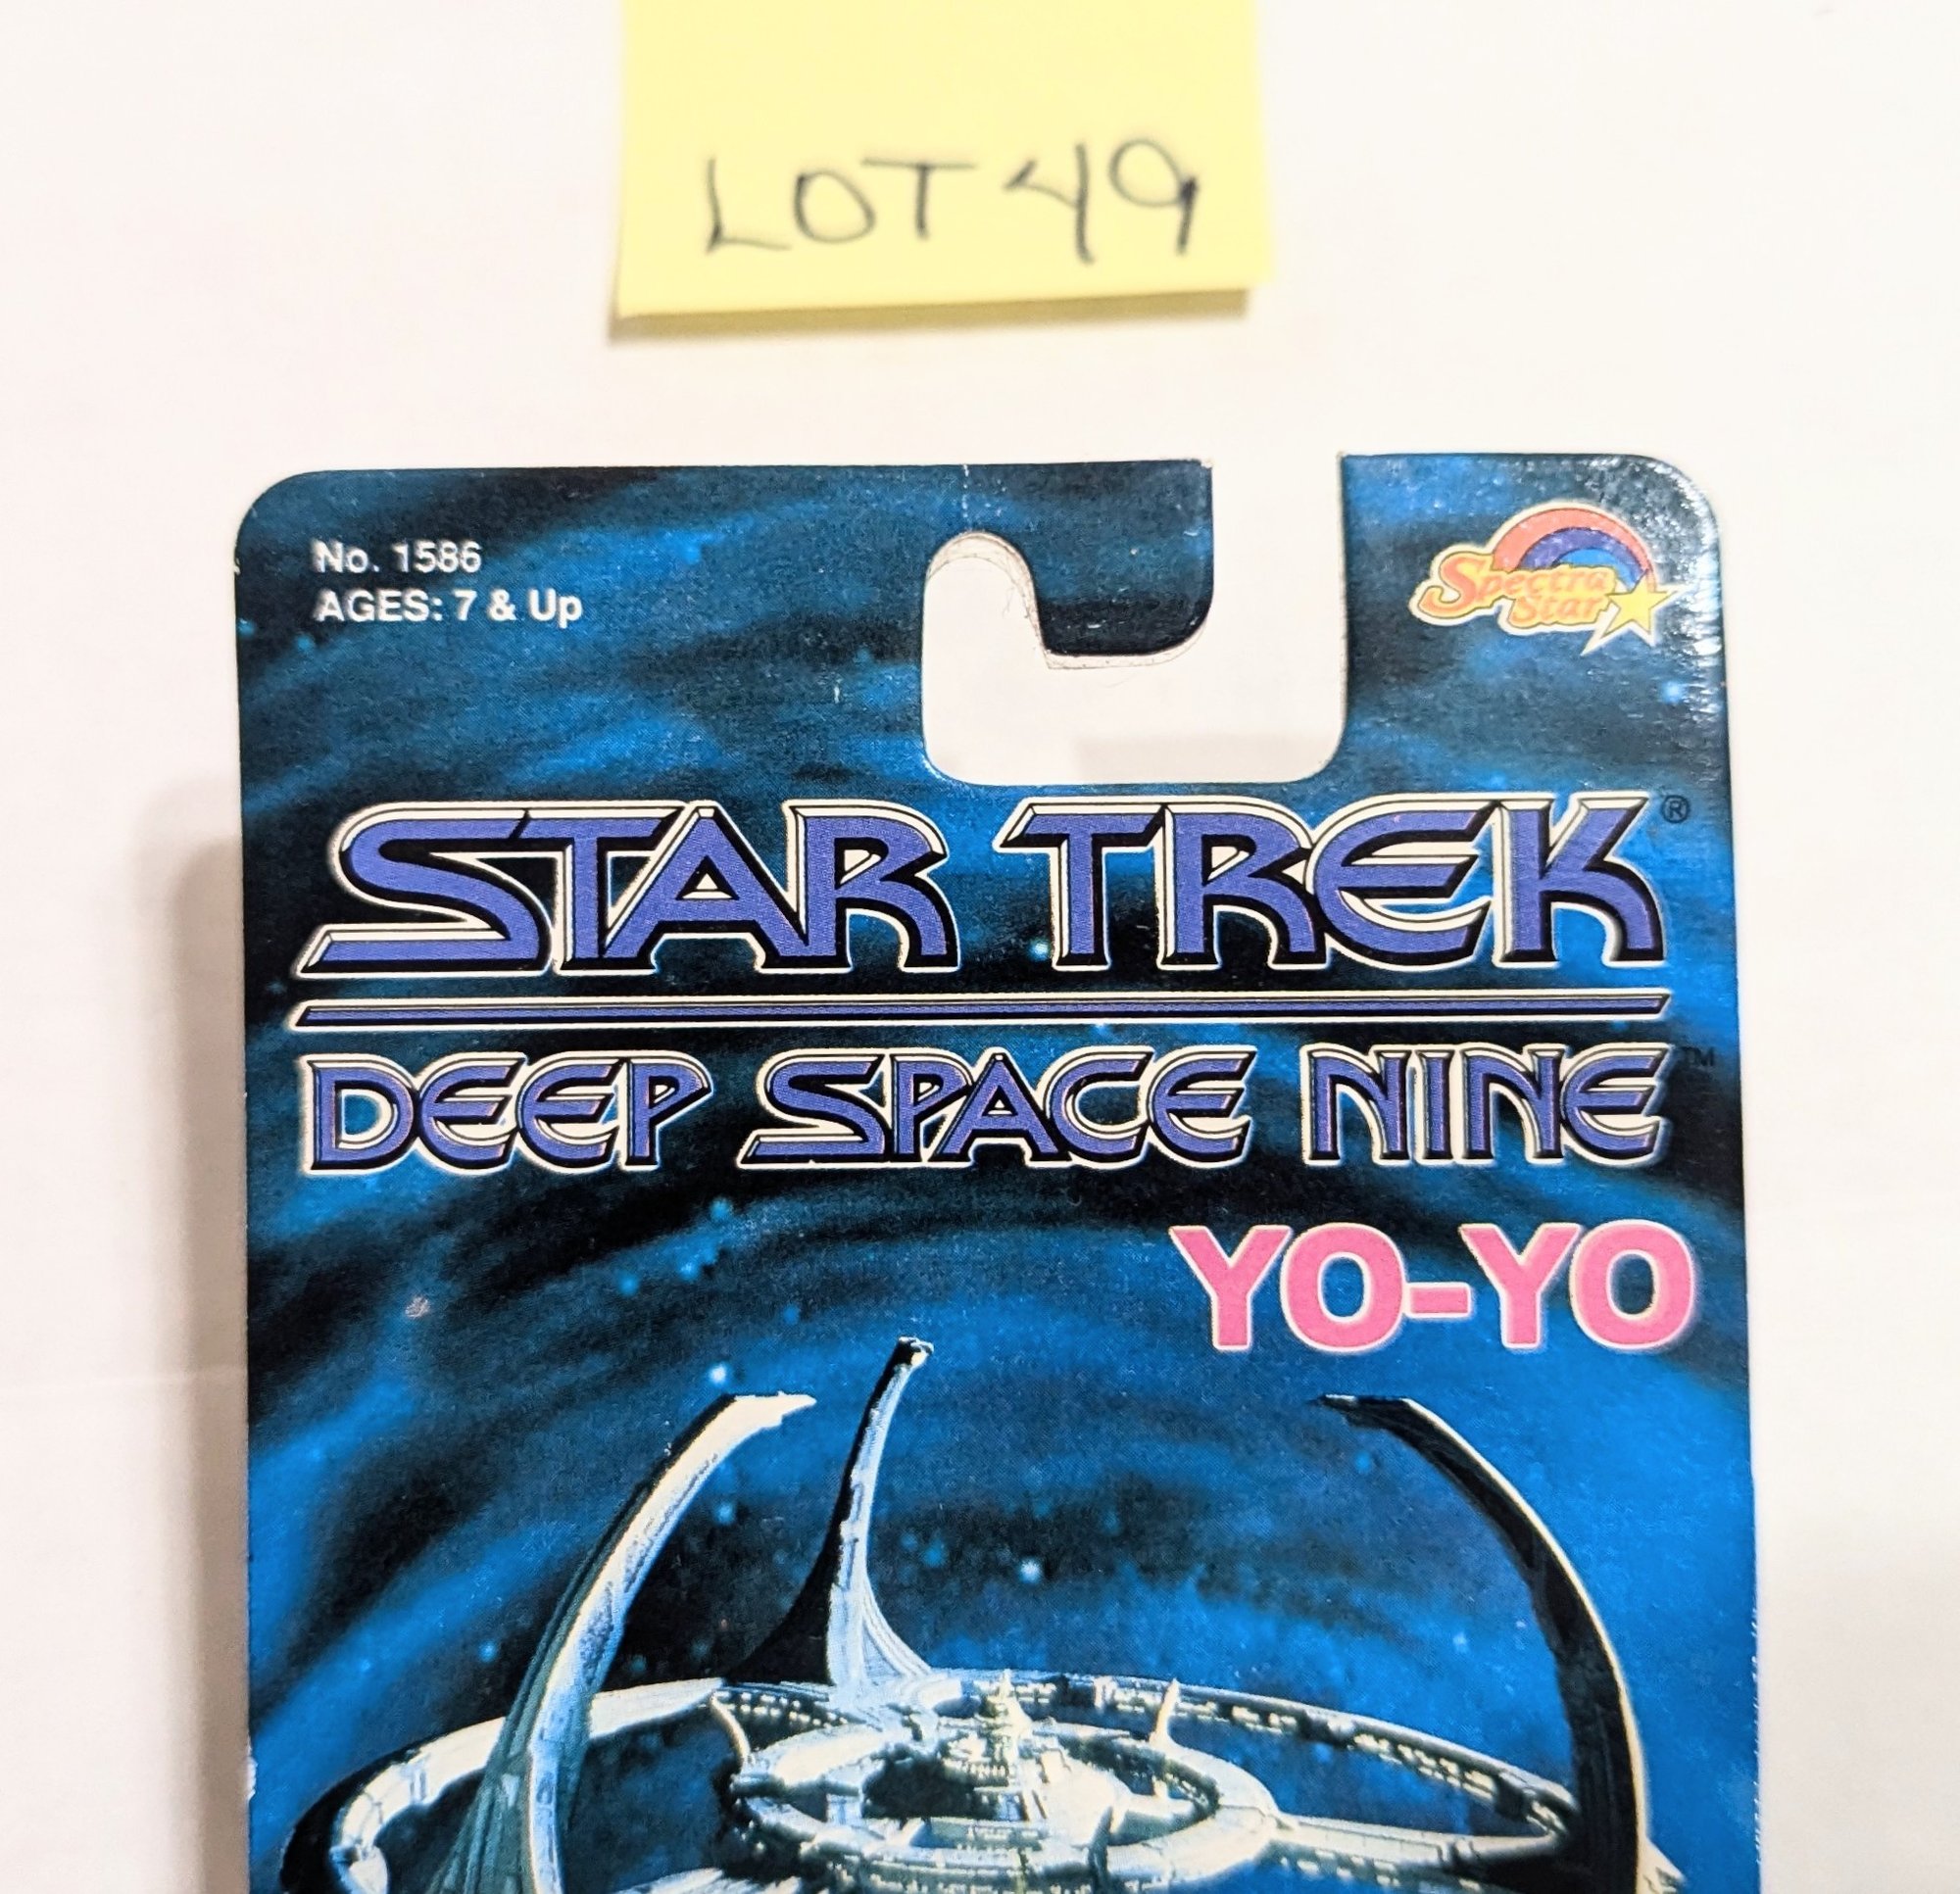 LOT 49
No. 1586
AGES: 7 & Up
Spectra
Star
STAR TREK®
DEEP SPACE NINE™
YO-YO